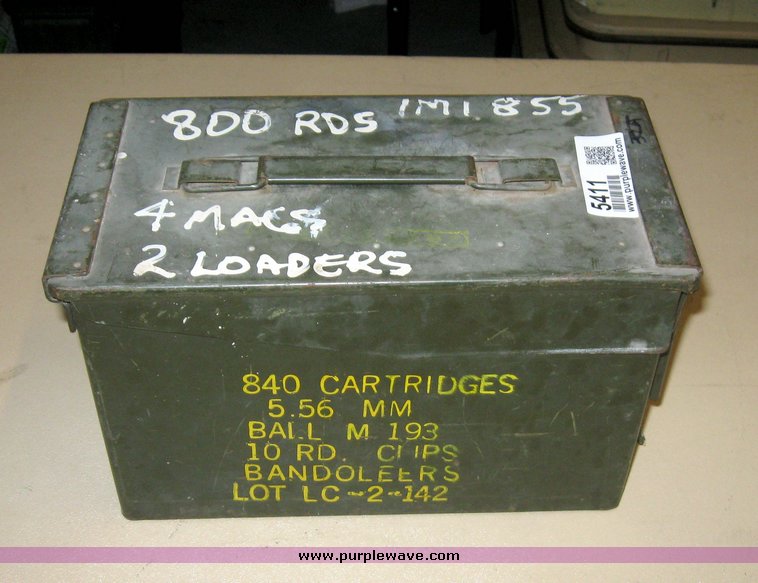 800 RDS IMI 855
5411
www.purplewave.com
4 MAGS
2 LOADERS
840 CARTRIDGES
5.56 MM
BALL M 193
10 RD. CLIPS
BANDOLEERS
LOT LC-2-142
www.purplewave.com